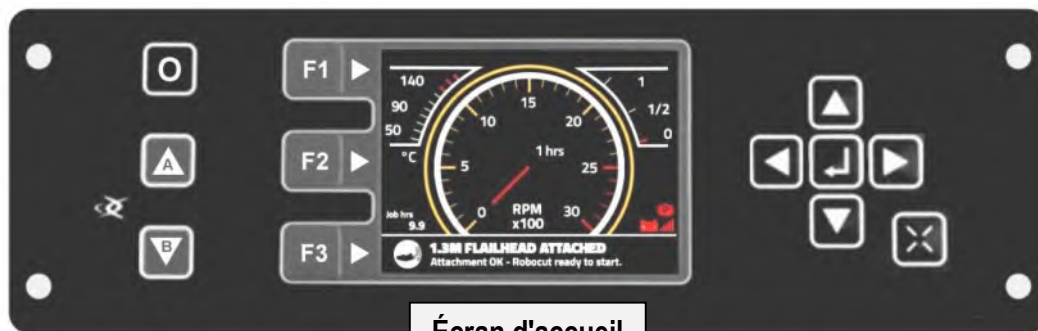 O
A
B
F1
F2
F3
140
90
50
°C
0
5
10
15
20
25
30
1 hrs
RPM
x100
1
1/2
0
Job hrs
9.9
1.3M FLAILHEAD ATTACHED
Attachment OK - Robocut ready to start.
Écran d'accueil